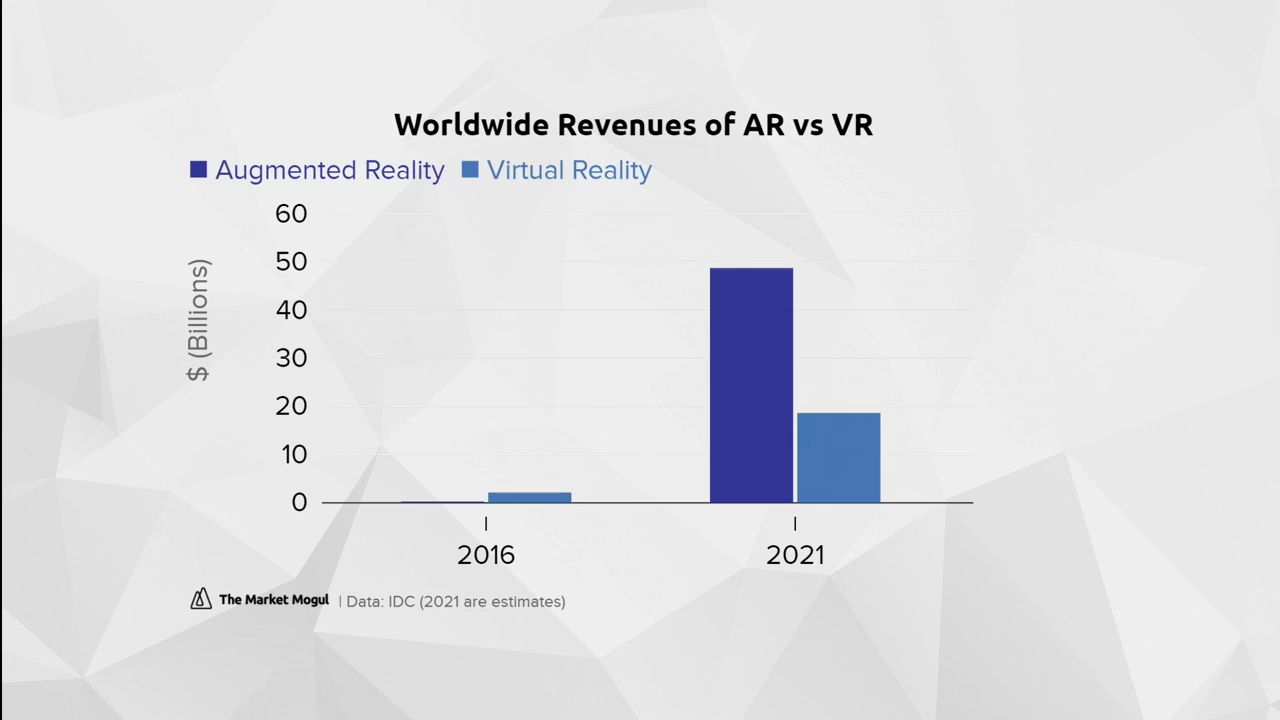 Worldwide Revenues of AR vs VR
Augmented Reality Virtual Reality
60
50
40
30
20
10
0
$ (Billions)
2016 2021
The Market Mogul | Data: IDC (2021 are estimates)